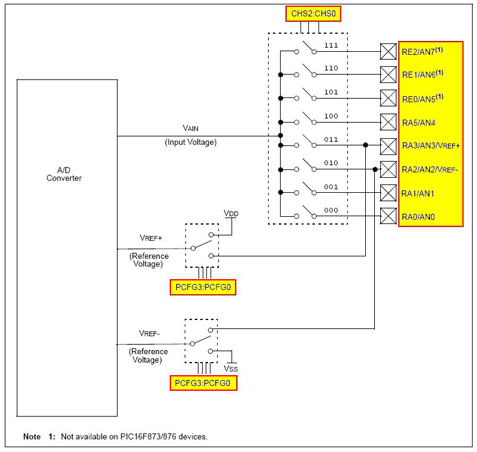 CHS2:CHS0
111 RE2/AN7(1)
110 RE1/AN6(1)
101 RE0/AN5(1)
100 RA5/AN4
VAIN
(Input Voltage)
011 RA3/AN3/VREF+
010 RA2/AN2/VREF-
A/D
Converter
001 RA1/AN1
000 RA0/AN0
VDD
VREF+
(Reference
Voltage)
PCFG3:PCFG0
VREF-
(Reference
Voltage)
VSS
PCFG3:PCFG0
Note 1: Not available on PIC16F873/876 devices.